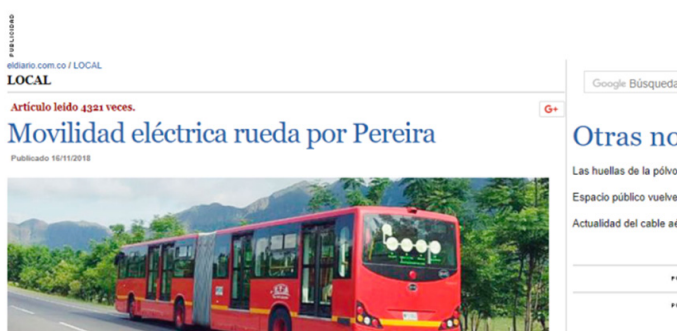 PUBLICIDAD
eldiario.com.co / LOCAL
LOCAL
Artículo leído 4321 veces.
G+
Movilidad eléctrica rueda por Pereira
Publicado 16/11/2018
Google Búsqueda
Otras no
Las huellas de la pólvo
Espacio público vuelve
Actualidad del cable aé